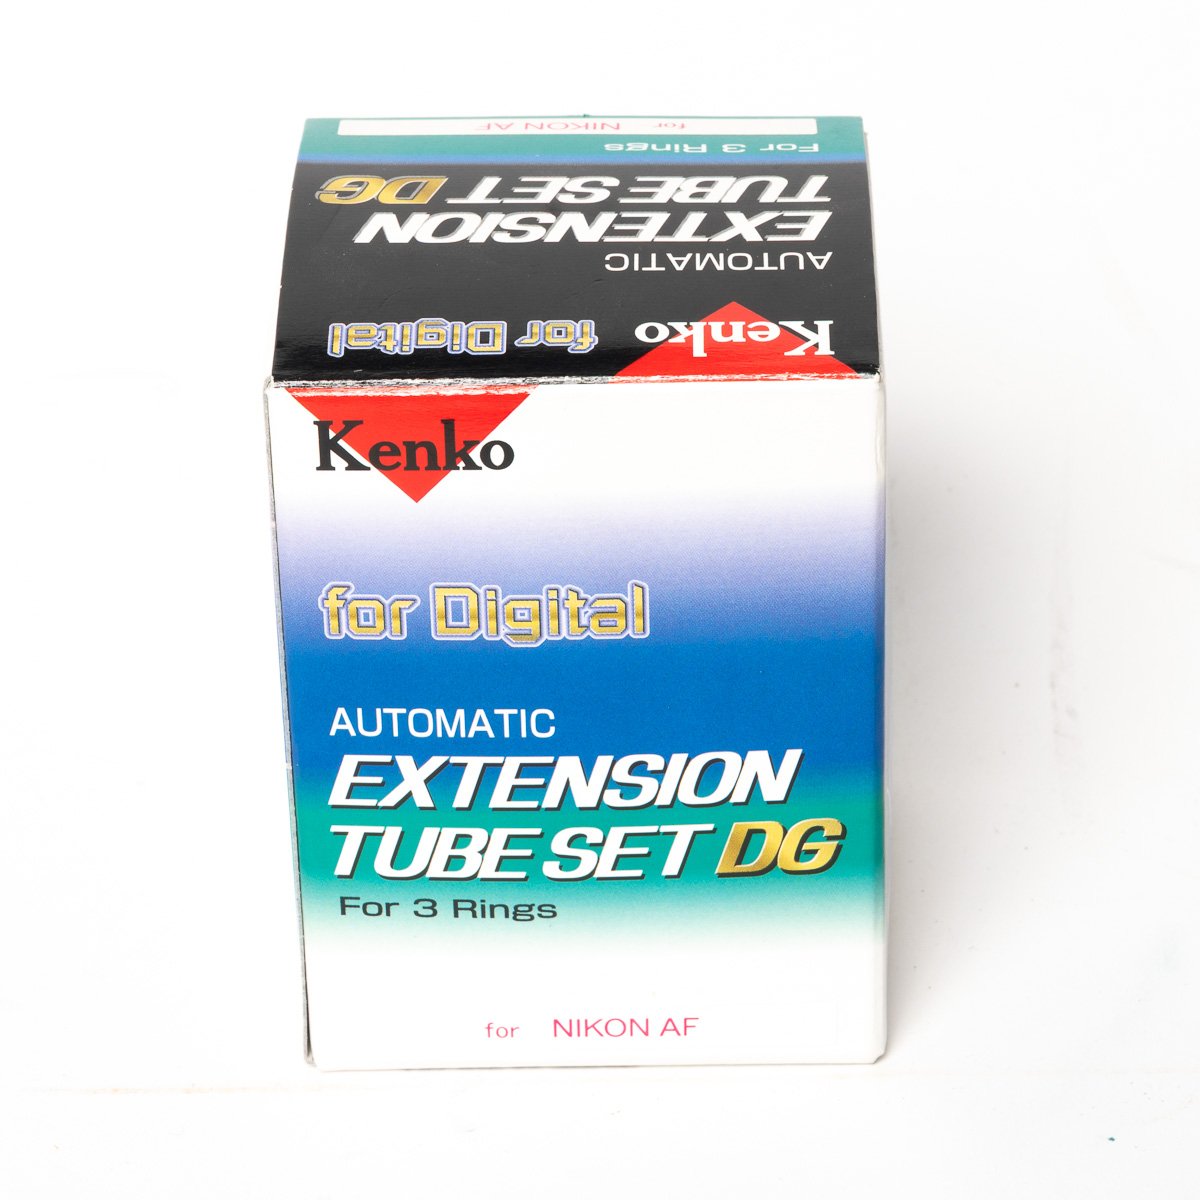 for NIKON AF
For 3 Rings
EXTENSION
TUBE SET DG
AUTOMATIC
Kenko
for Digital
Kenko
for Digital
AUTOMATIC
EXTENSION
TUBE SET DG
For 3 Rings
for NIKON AF